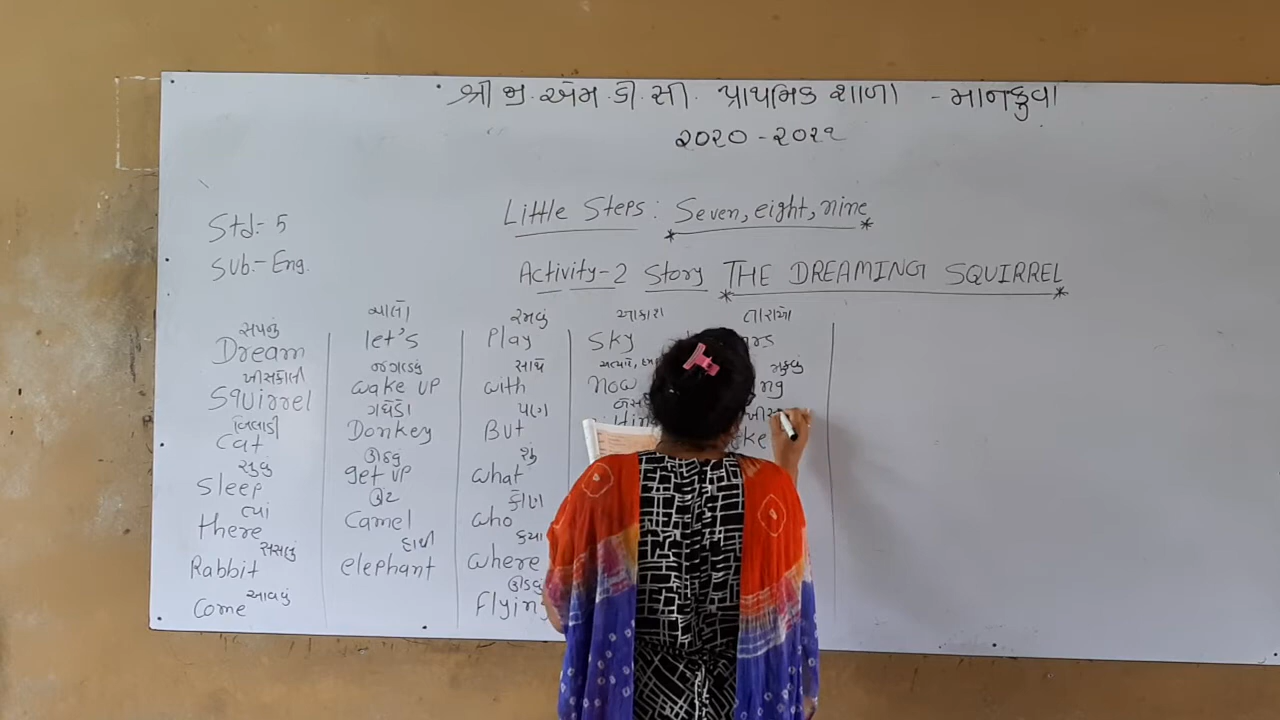 શ્રી જી.એમ.ડી.સી. પ્રાથમિક શાળા - માનકુવા
૨૦૨૦ - ૨૦૨૧
Std:- 5
Little Steps: Seven, eight, nine
Sub:- Eng.
Activity-2 Story THE DREAMING SQUIRREL
સપનું
Dream
ખીસકોલી
Squirrel
બિલાડી
Cat
સુવું
Sleep
ત્યાં
there
સસલું
Rabbit
આવવું
Come
ચાલો
let's
જગાડવું
wake up
ગધેડો
Donkey
ઊઠવુ
get up
ઊંટ
Camel
હાથી
elephant
રમવું
Play
સાથે
with
પણ
But
શું
what
કોણ
who
ક્યાં
where
ઊડવું
Flying
આકાશ
Sky
Now
તારાઓ